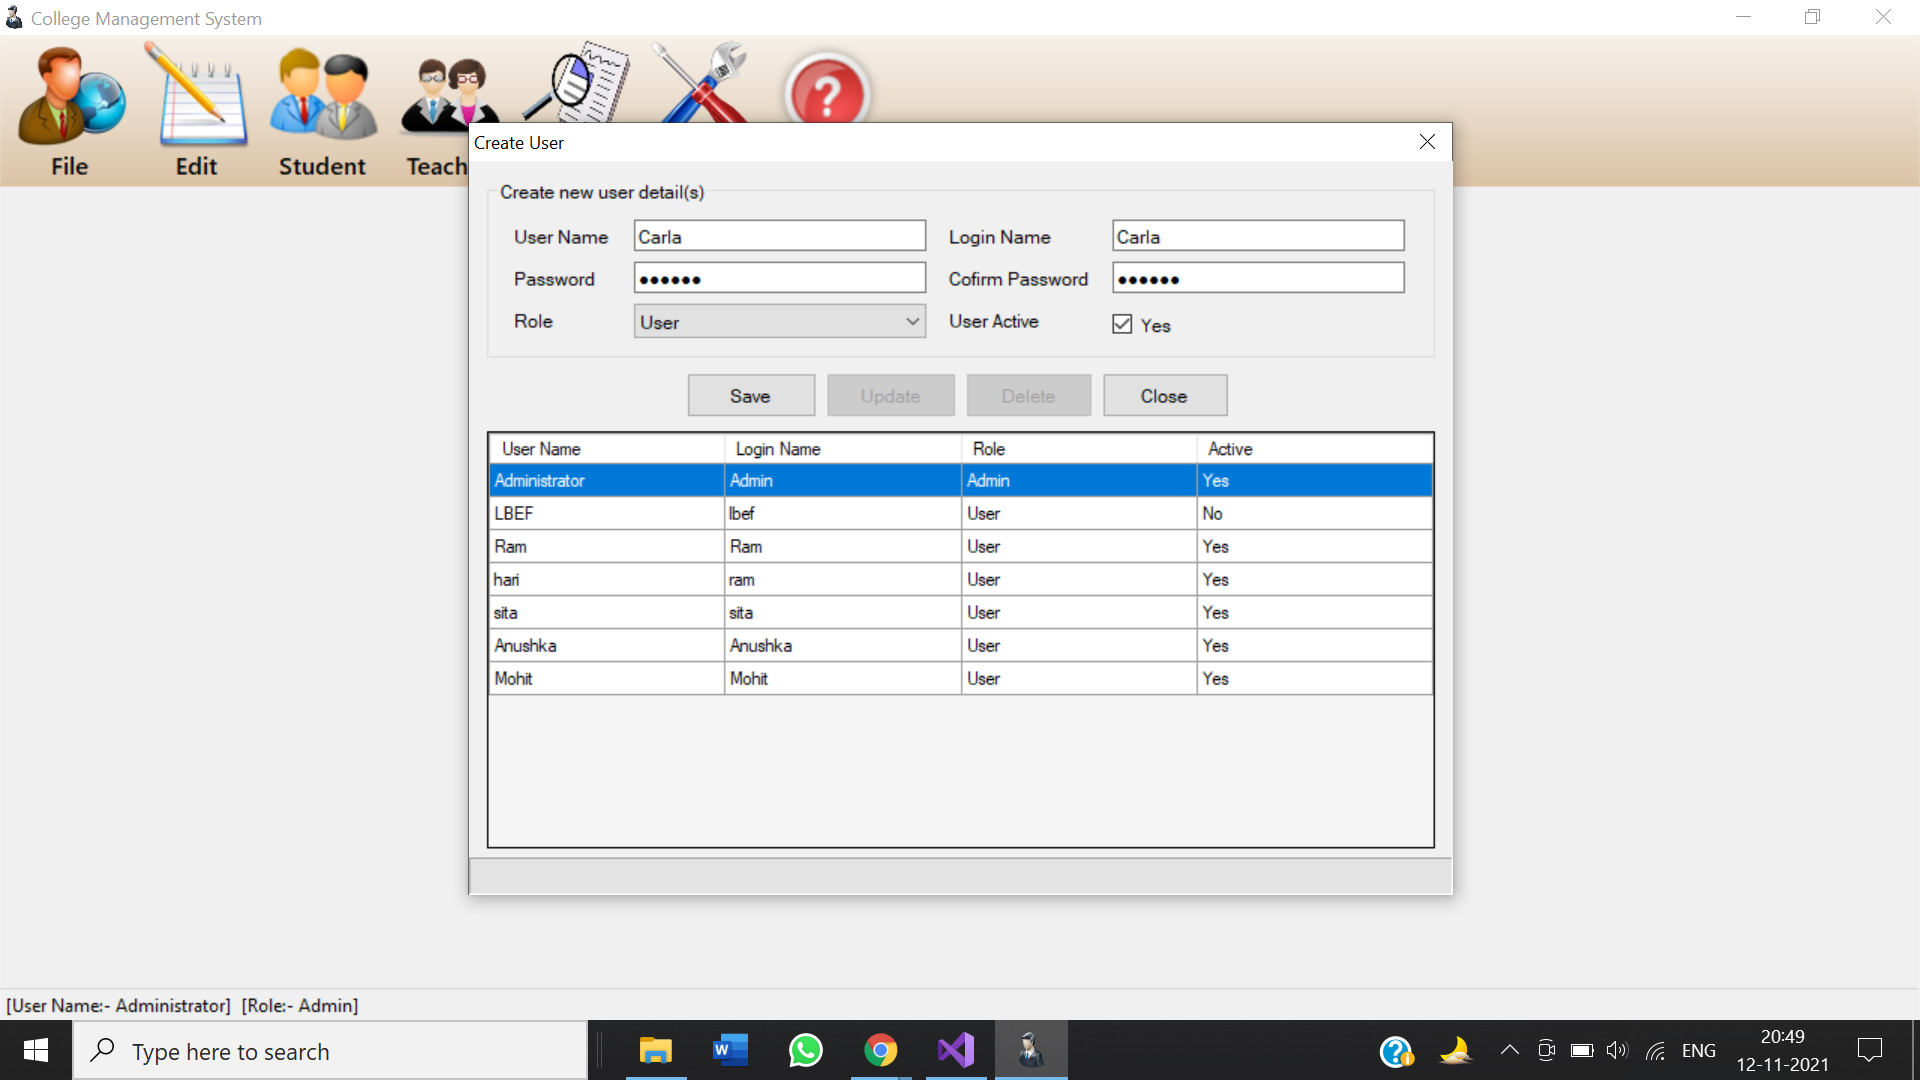 College Management System
File Edit Student Teach
Create User
Create new user detail(s)
User Name Carla Login Name Carla
Password ●●●●●● Cofirm Password ●●●●●●
Role User User Active Yes
Save Update Delete Close
User Name Login Name Role Active
Administrator Admin Admin Yes
LBEF lbef User No
Ram Ram User Yes
hari ram User Yes
sita sita User Yes
Anushka Anushka User Yes
Mohit Mohit User Yes
[User Name:- Administrator] [Role:- Admin]
Type here to search
ENG
20:49
12-11-2021